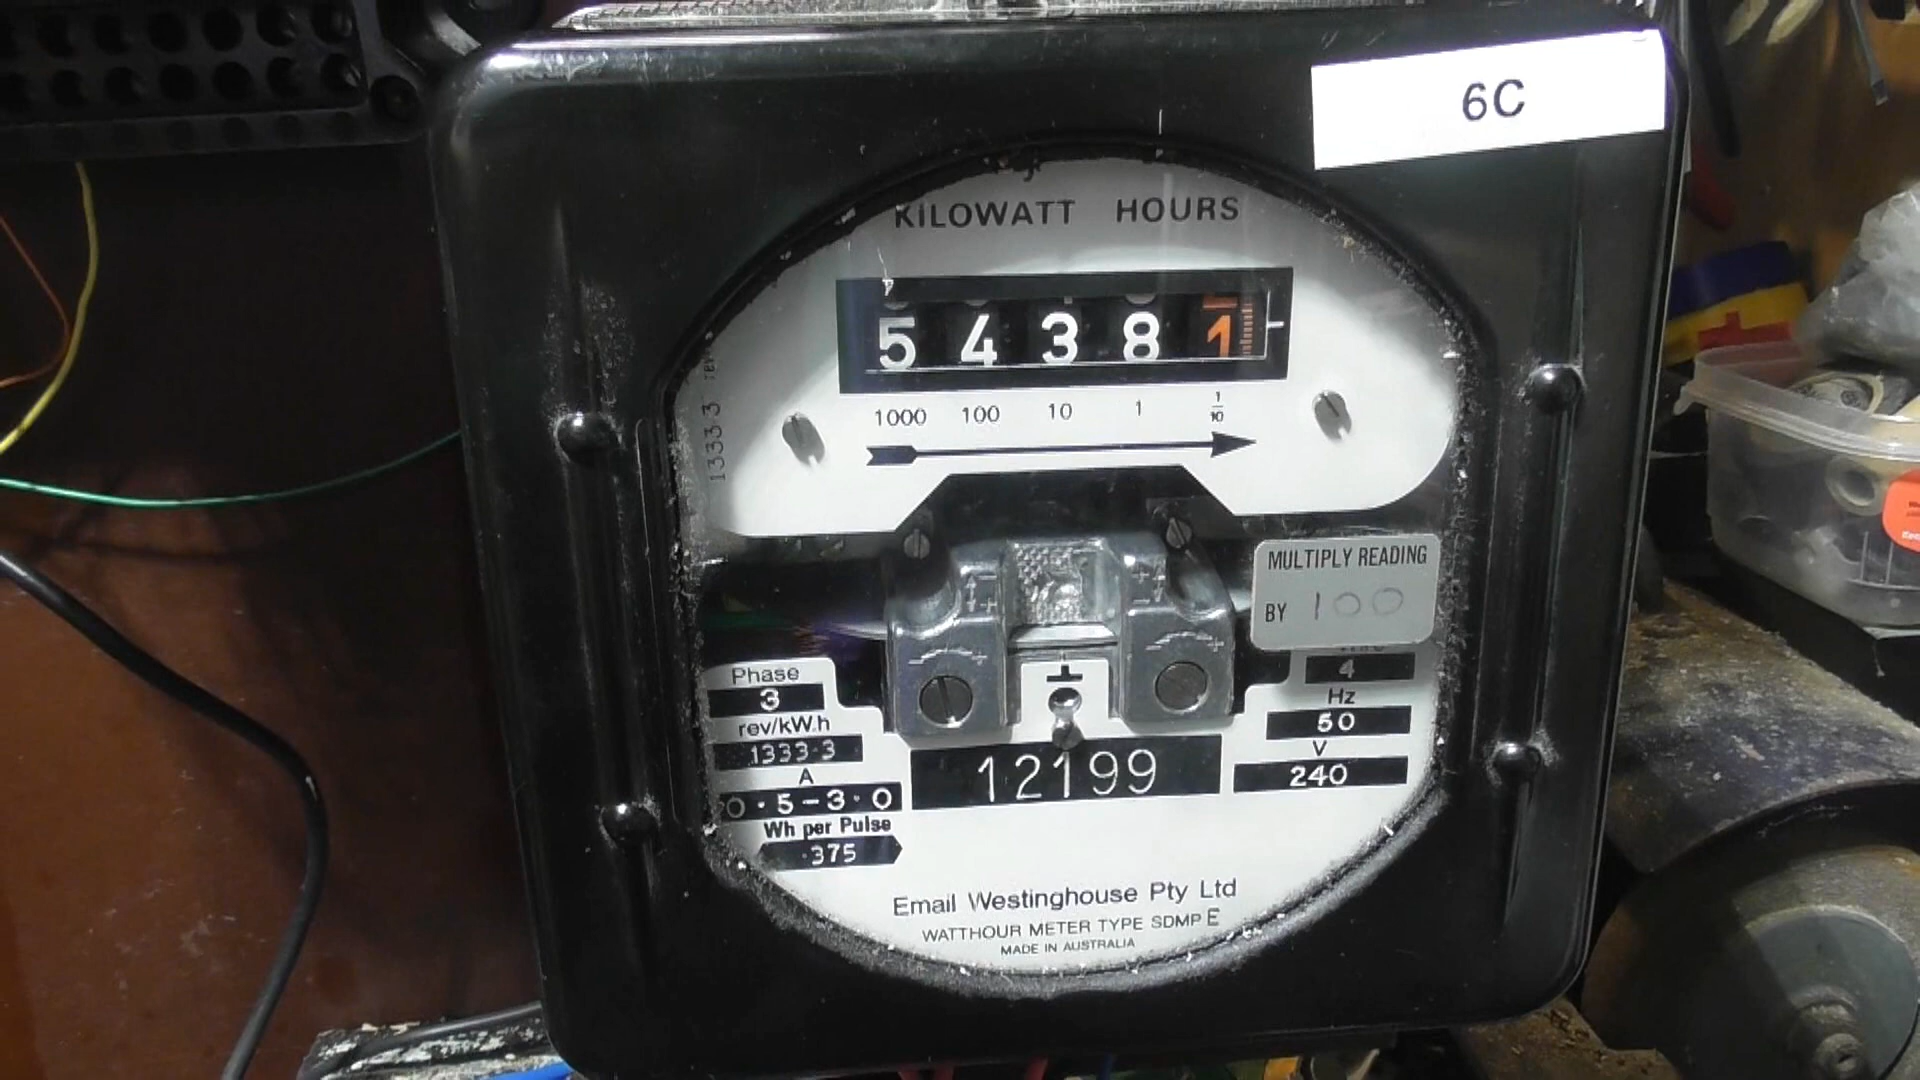 6C
KILOWATT HOURS
5 4 3 8 1
1000 100 10 1 1/10
1333·3
MULTIPLY READING
BY 100
Phase
3
rev/kW.h
1333·3
A
0·5-3·0
Wh per Pulse
·375
12199
4
Hz
50
V
240
Email Westinghouse Pty Ltd
WATTHOUR METER TYPE SDMP E
MADE IN AUSTRALIA